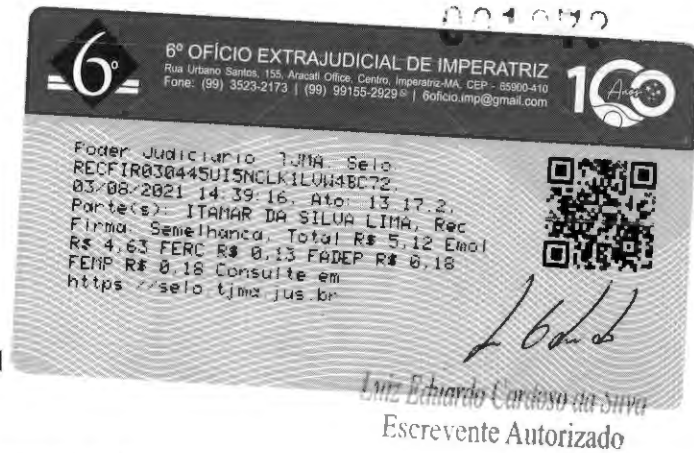 6º
6º OFÍCIO EXTRAJUDICIAL DE IMPERATRIZ
Rua Urbano Santos, 155, Aracati Office, Centro, Imperatriz-MA, CEP - 65900-410
Fone: (99) 3523-2173 | (99) 99155-2929 | 6oficio.imp@gmail.com
100
Anos
Poder Judiciario TJMA. Selo
RECFIR030445UI5NCLK1LVW4BC72,
03/08/2021 14:39:16, Ato: 13.17.2,
Parte(s): ITAMAR DA SILVA LIMA, Rec
Firma Semelhanca, Total R$ 5,12 Emol
R$ 4,63 FERC R$ 0,13 FADEP R$ 0,18
FEMP R$ 0,18 Consulte em
https://selo.tjma.jus.br
Luiz Eduardo Cardoso da Silva
Escrevente Autorizado